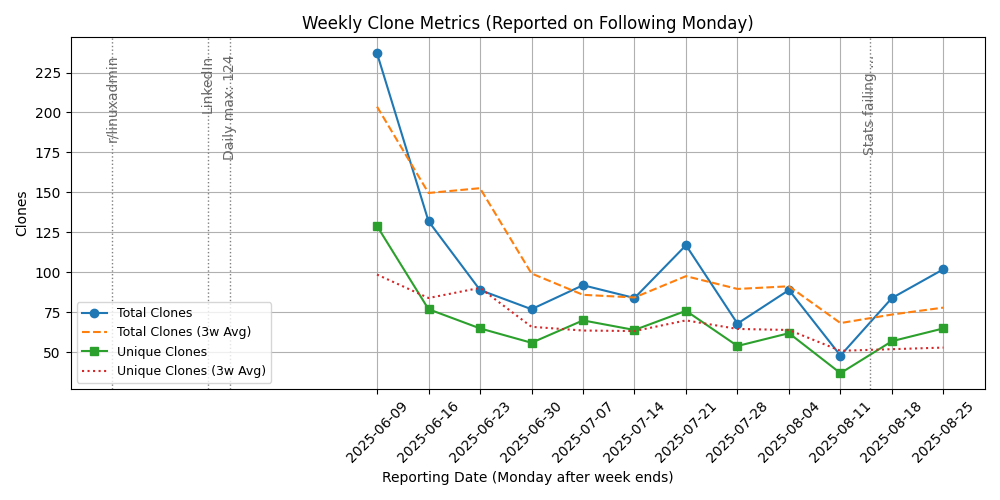 Weekly Clone Metrics (Reported on Following Monday)
Clones
225
200
175
150
125
100
75
50
r/linuxadmin
LinkedIn
Daily max: 124
Stats failing ...
Total Clones
Total Clones (3w Avg)
Unique Clones
Unique Clones (3w Avg)
2025-06-09
2025-06-16
2025-06-23
2025-06-30
2025-07-07
2025-07-14
2025-07-21
2025-07-28
2025-08-04
2025-08-11
2025-08-18
2025-08-25
Reporting Date (Monday after week ends)